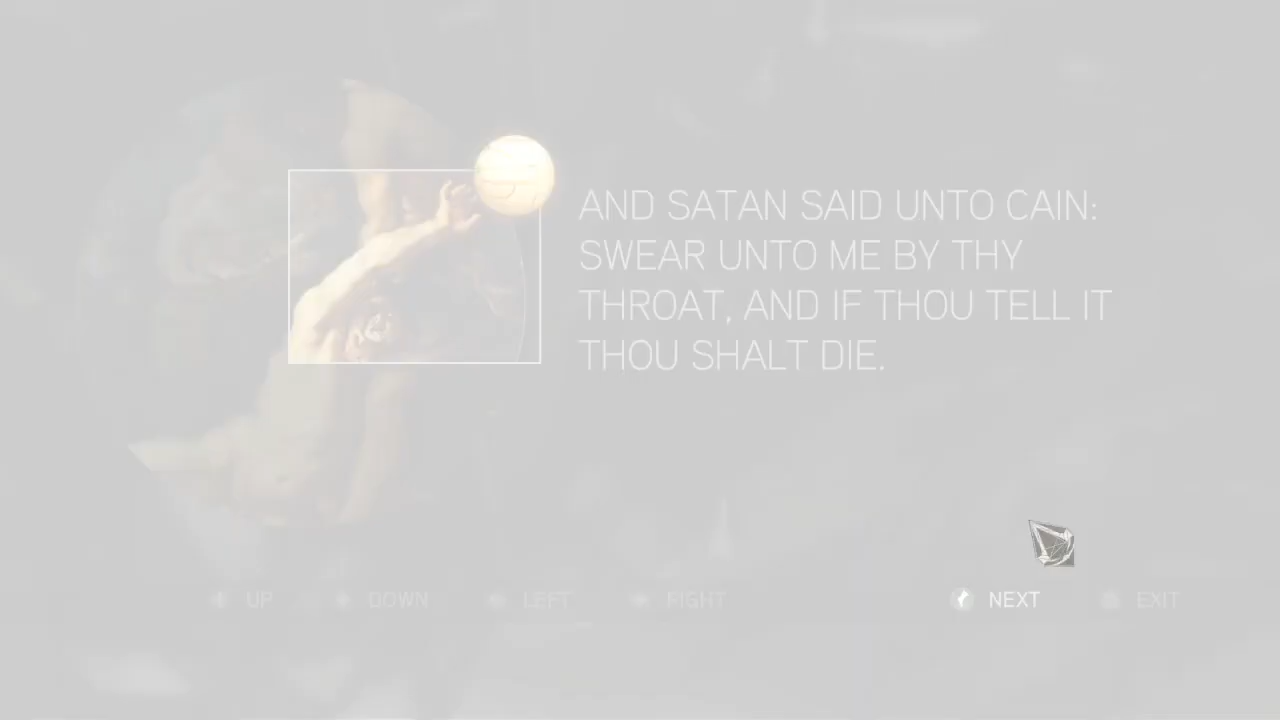 AND SATAN SAID UNTO CAIN:
SWEAR UNTO ME BY THY
THROAT, AND IF THOU TELL IT
THOU SHALT DIE.
UP DOWN LEFT RIGHT NEXT EXIT